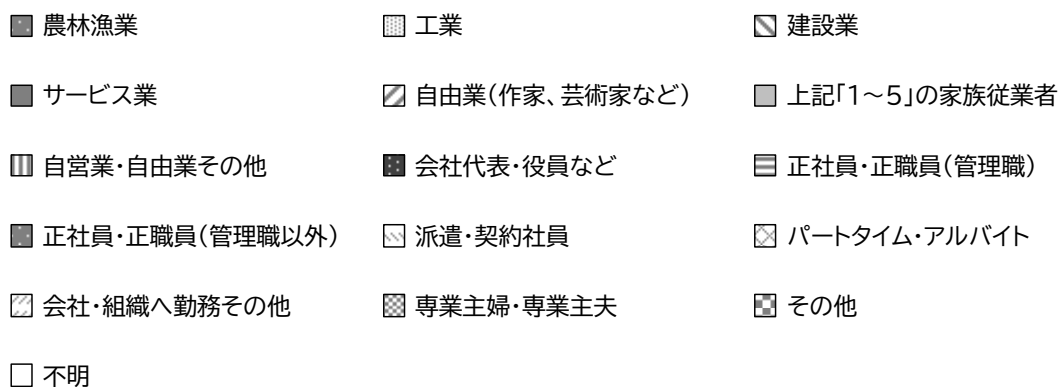 農林漁業 工業 建設業
サービス業 自由業(作家、芸術家など) 上記「1~5」の家族従業者
自営業・自由業その他 会社代表・役員など 正社員・正職員(管理職)
正社員・正職員(管理職以外) 派遣・契約社員 パートタイム・アルバイト
会社・組織へ勤務その他 専業主婦・専業主夫 その他
不明